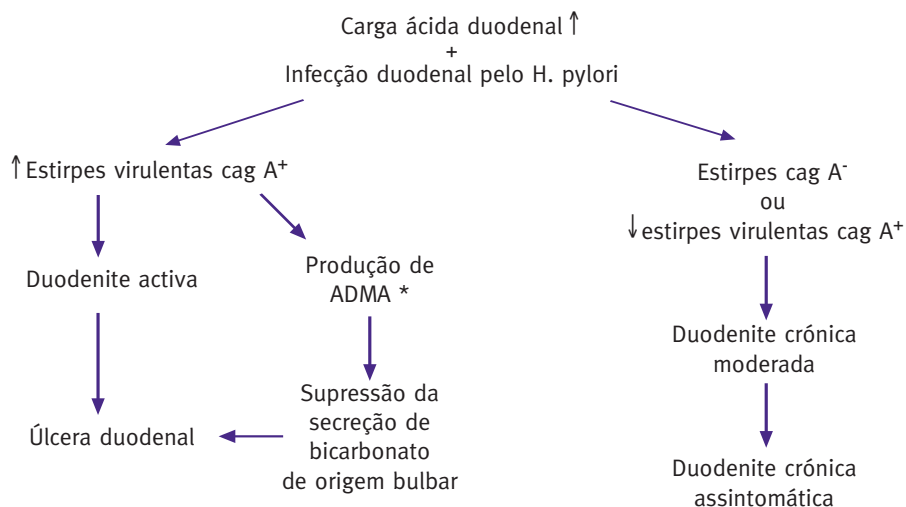 Carga ácida duodenal ↑
+
Infecção duodenal pelo H. pylori
↑ Estirpes virulentas cag A⁺
Duodenite activa
Úlcera duodenal
Produção de
ADMA *
Supressão da
secreção de
bicarbonato
de origem bulbar
Estirpes cag A⁻
ou
↓ estirpes virulentas cag A⁺
Duodenite crónica
moderada
Duodenite crónica
assintomática